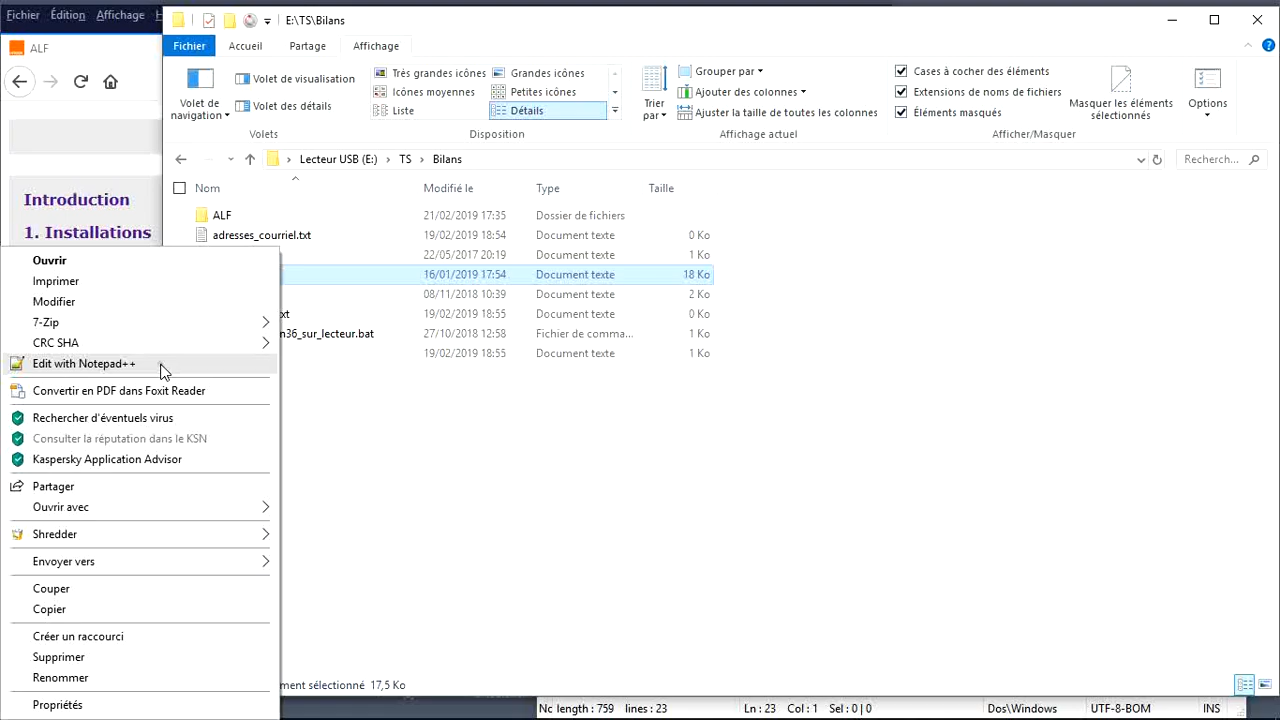 Fichier Édition Affichage
E:\TS\Bilans
ALF
Fichier Accueil Partage Affichage
Volet de navigation
Volet de visualisation
Volet des détails
Volets
Très grandes icônes Grandes icônes
Icônes moyennes Petites icônes
Liste Détails
Disposition
Trier par
Grouper par
Ajouter des colonnes
Ajuster la taille de toutes les colonnes
Affichage actuel
Cases à cocher des éléments
Extensions de noms de fichiers
Éléments masqués
Masquer les éléments sélectionnés
Options
Afficher/Masquer
Lecteur USB (E:) TS Bilans
Recherch...
Nom Modifié le Type Taille
ALF 21/02/2019 17:35 Dossier de fichiers
adresses_courriel.txt 19/02/2019 18:54 Document texte 0 Ko
22/05/2017 20:19 Document texte 1 Ko
16/01/2019 17:54 Document texte 18 Ko
08/11/2018 10:39 Document texte 2 Ko
xt 19/02/2019 18:55 Document texte 0 Ko
n36_sur_lecteur.bat 27/10/2018 12:58 Fichier de comma... 1 Ko
19/02/2019 18:55 Document texte 1 Ko
Introduction
1. Installations
Ouvrir
Imprimer
Modifier
7-Zip
CRC SHA
Edit with Notepad++
Convertir en PDF dans Foxit Reader
Rechercher d'éventuels virus
Consulter la réputation dans le KSN
Kaspersky Application Advisor
Partager
Ouvrir avec
Shredder
Envoyer vers
Couper
Copier
Créer un raccourci
Supprimer
Renommer
Propriétés
ment sélectionné 17,5 Ko
Nc length : 759 lines : 23 Ln : 23 Col : 1 Sel : 0 | 0 Dos\Windows UTF-8-BOM INS